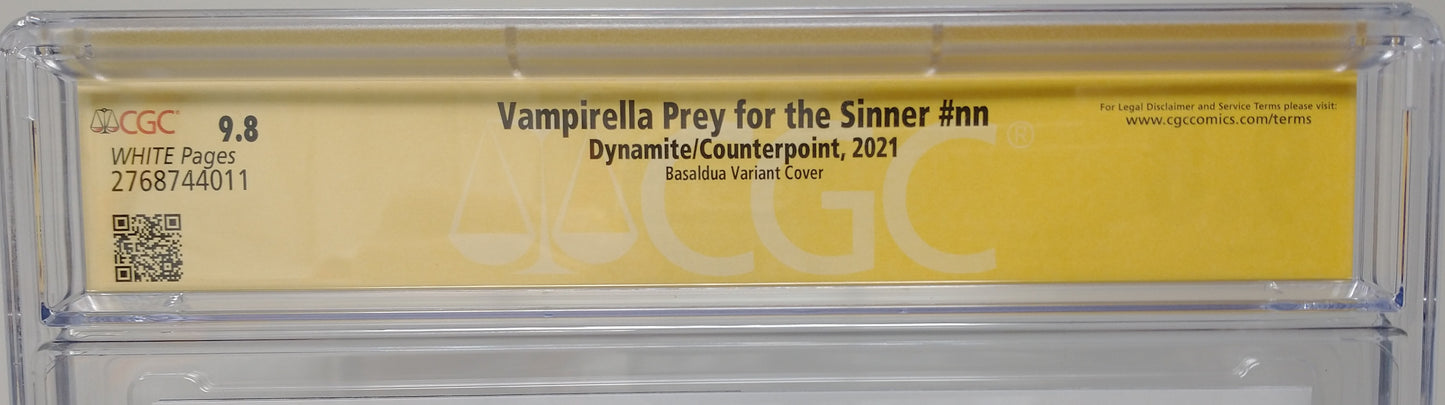 CGC 9.8
WHITE Pages
2768744011
Vampirella Prey for the Sinner #nn
Dynamite/Counterpoint, 2021
Basaldua Variant Cover
For Legal Disclaimer and Service Terms please visit:
www.cgccomics.com/terms
CGC®